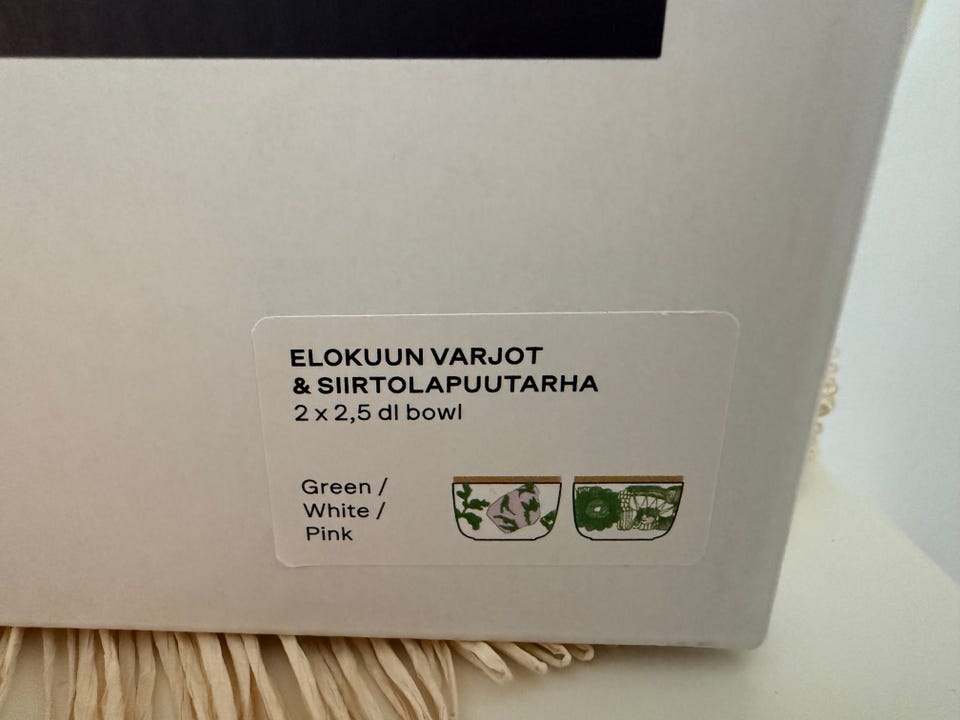 ELOKUUN VARJOT
& SIIRTOLAPUUTARHA
2 x 2,5 dl bowl
Green /
White /
Pink